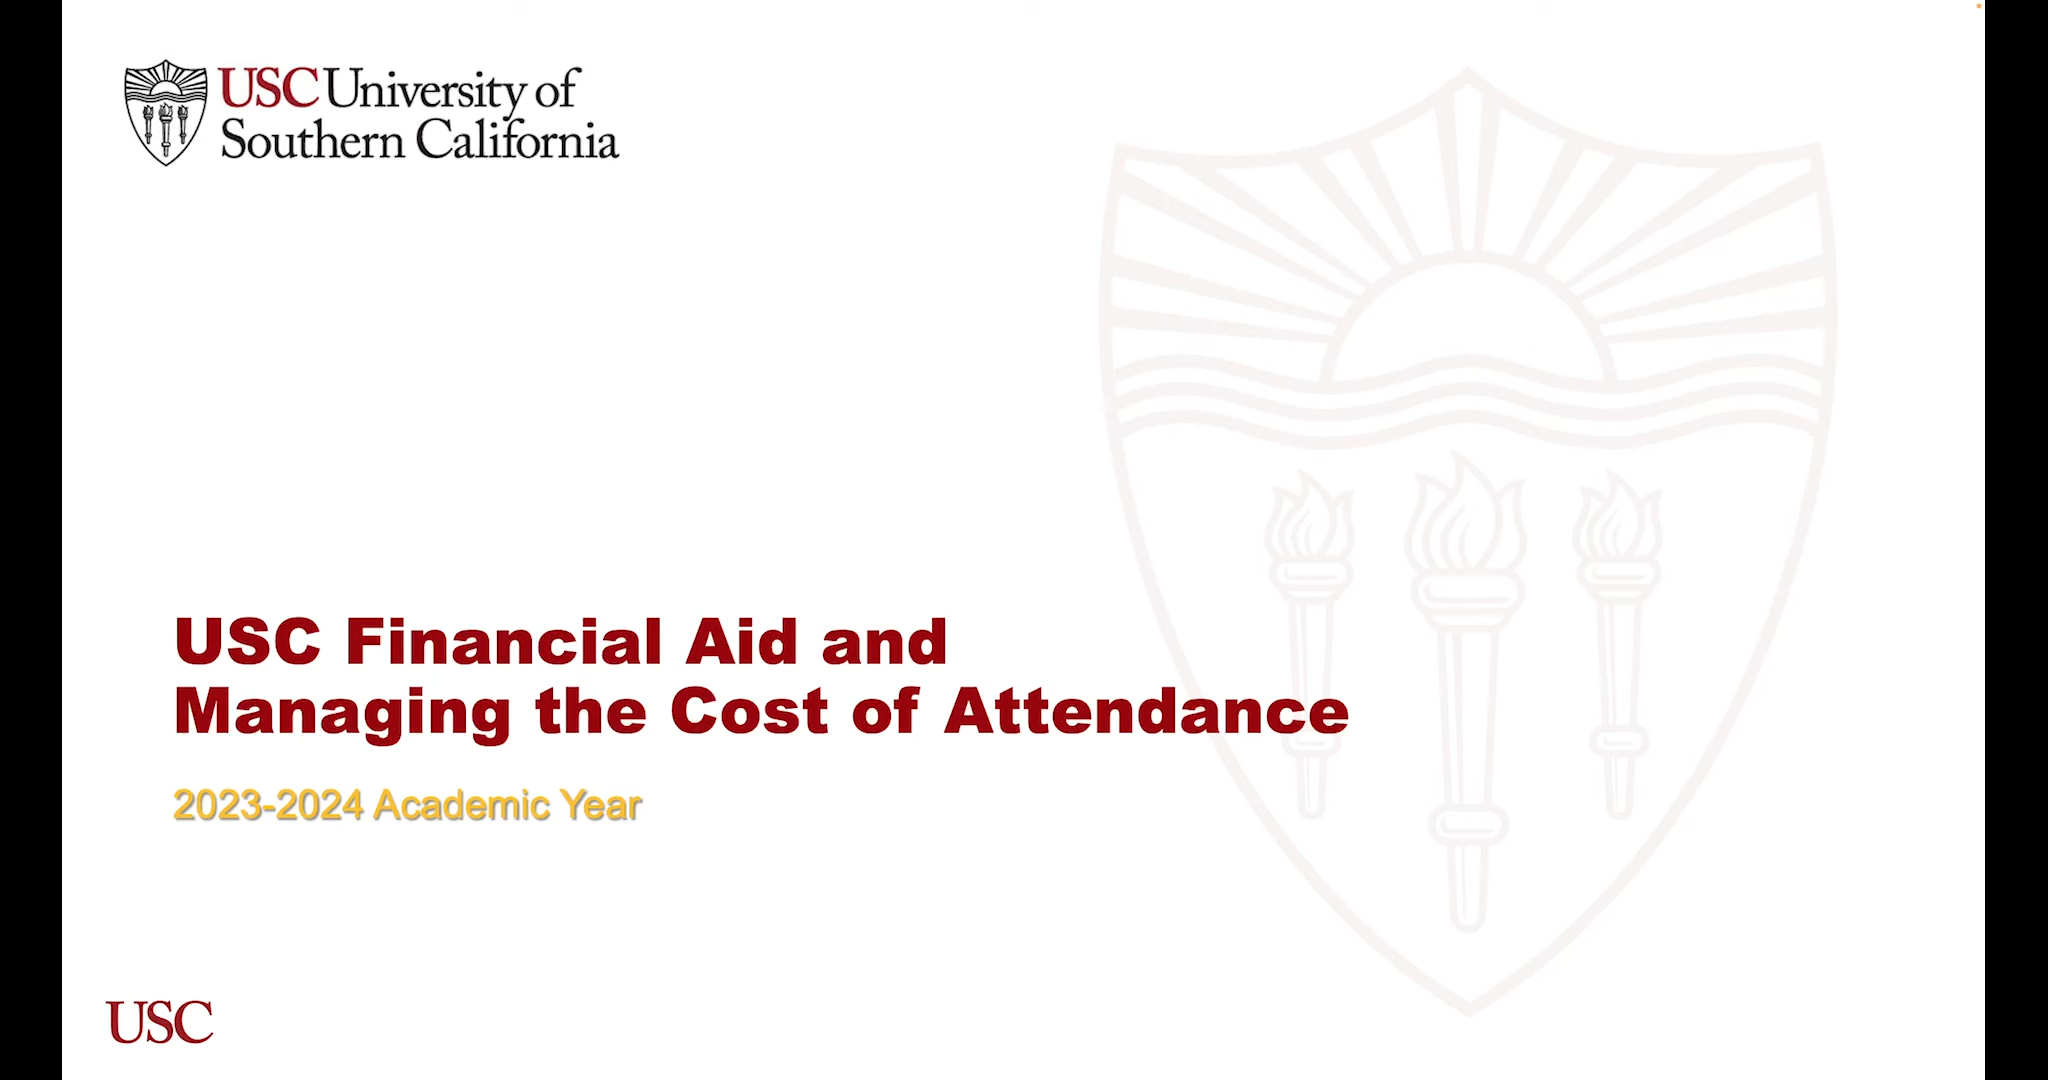 USC University of
Southern California
USC Financial Aid and
Managing the Cost of Attendance
2023-2024 Academic Year
USC